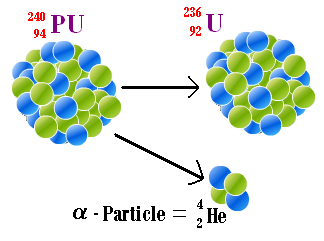 240
94 PU
236
92 U
α - Particle = 4
2 He